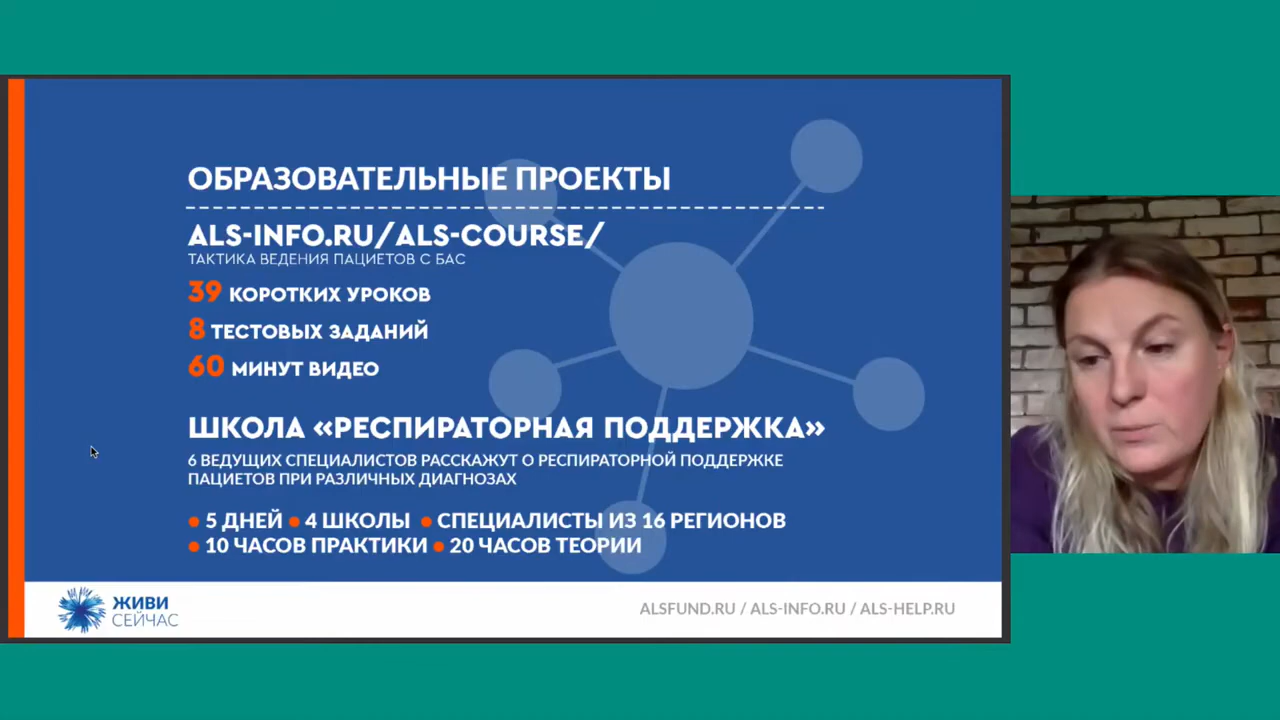 ОБРАЗОВАТЕЛЬНЫЕ ПРОЕКТЫ
ALS-INFO.RU/ALS-COURSE/
ТАКТИКА ВЕДЕНИЯ ПАЦИЕТОВ С БАС
39 КОРОТКИХ УРОКОВ
8 ТЕСТОВЫХ ЗАДАНИЙ
60 МИНУТ ВИДЕО
ШКОЛА «РЕСПИРАТОРНАЯ ПОДДЕРЖКА»
6 ВЕДУЩИХ СПЕЦИАЛИСТОВ РАССКАЖУТ О РЕСПИРАТОРНОЙ ПОДДЕРЖКЕ
ПАЦИЕТОВ ПРИ РАЗЛИЧНЫХ ДИАГНОЗАХ
• 5 ДНЕЙ • 4 ШКОЛЫ • СПЕЦИАЛИСТЫ ИЗ 16 РЕГИОНОВ
• 10 ЧАСОВ ПРАКТИКИ • 20 ЧАСОВ ТЕОРИИ
ЖИВИ
СЕЙЧАС
ALSFUND.RU / ALS-INFO.RU / ALS-HELP.RU